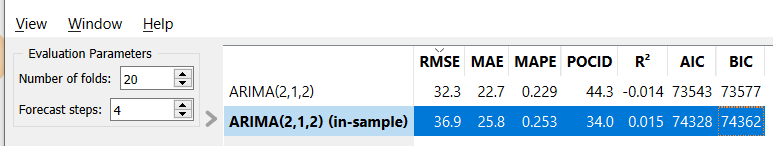 View Window Help
Evaluation Parameters
Number of folds: 20
Forecast steps: 4
RMSE MAE MAPE POCID R² AIC BIC
ARIMA(2,1,2) 32.3 22.7 0.229 44.3 -0.014 73543 73577
ARIMA(2,1,2) (in-sample) 36.9 25.8 0.253 34.0 0.015 74328 74362